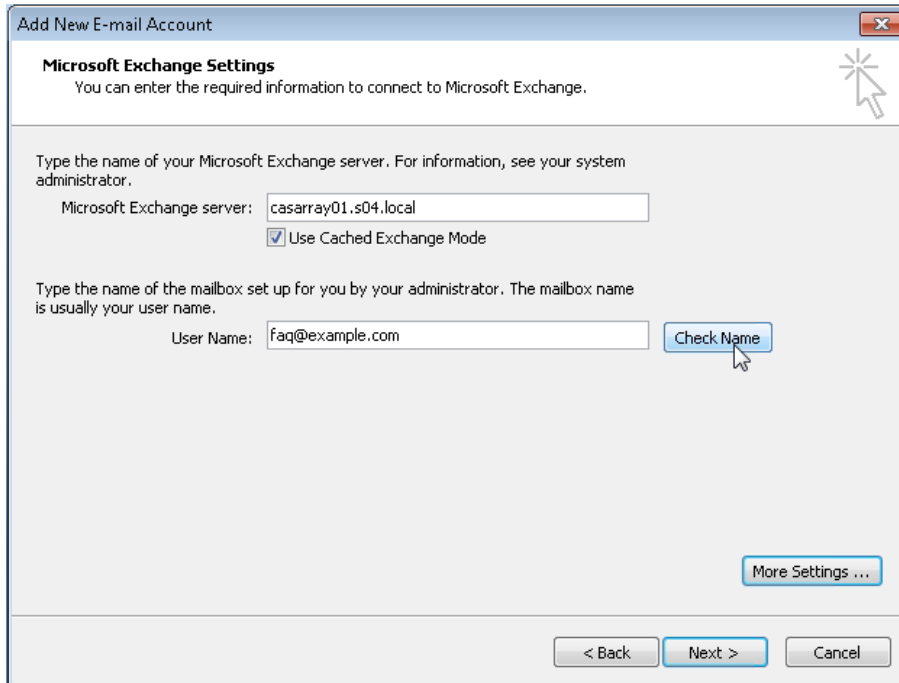 Add New E-mail Account
Microsoft Exchange Settings
You can enter the required information to connect to Microsoft Exchange.
Type the name of your Microsoft Exchange server. For information, see your system
administrator.
Microsoft Exchange server: casarray01.s04.local
Use Cached Exchange Mode
Type the name of the mailbox set up for you by your administrator. The mailbox name
is usually your user name.
User Name: faq@example.com Check Name
More Settings ...
< Back Next > Cancel